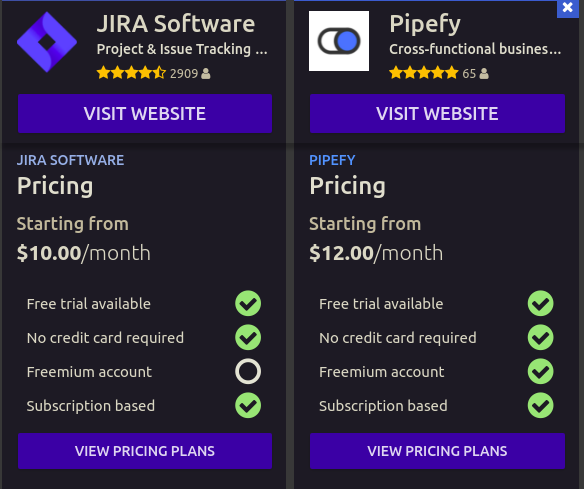 JIRA Software
Project & Issue Tracking ...
2909
VISIT WEBSITE
JIRA SOFTWARE
Pricing
Starting from
$10.00/month
Free trial available
No credit card required
Freemium account
Subscription based
VIEW PRICING PLANS
Pipefy
Cross-functional busines...
65
VISIT WEBSITE
PIPEFY
Pricing
Starting from
$12.00/month
Free trial available
No credit card required
Freemium account
Subscription based
VIEW PRICING PLANS